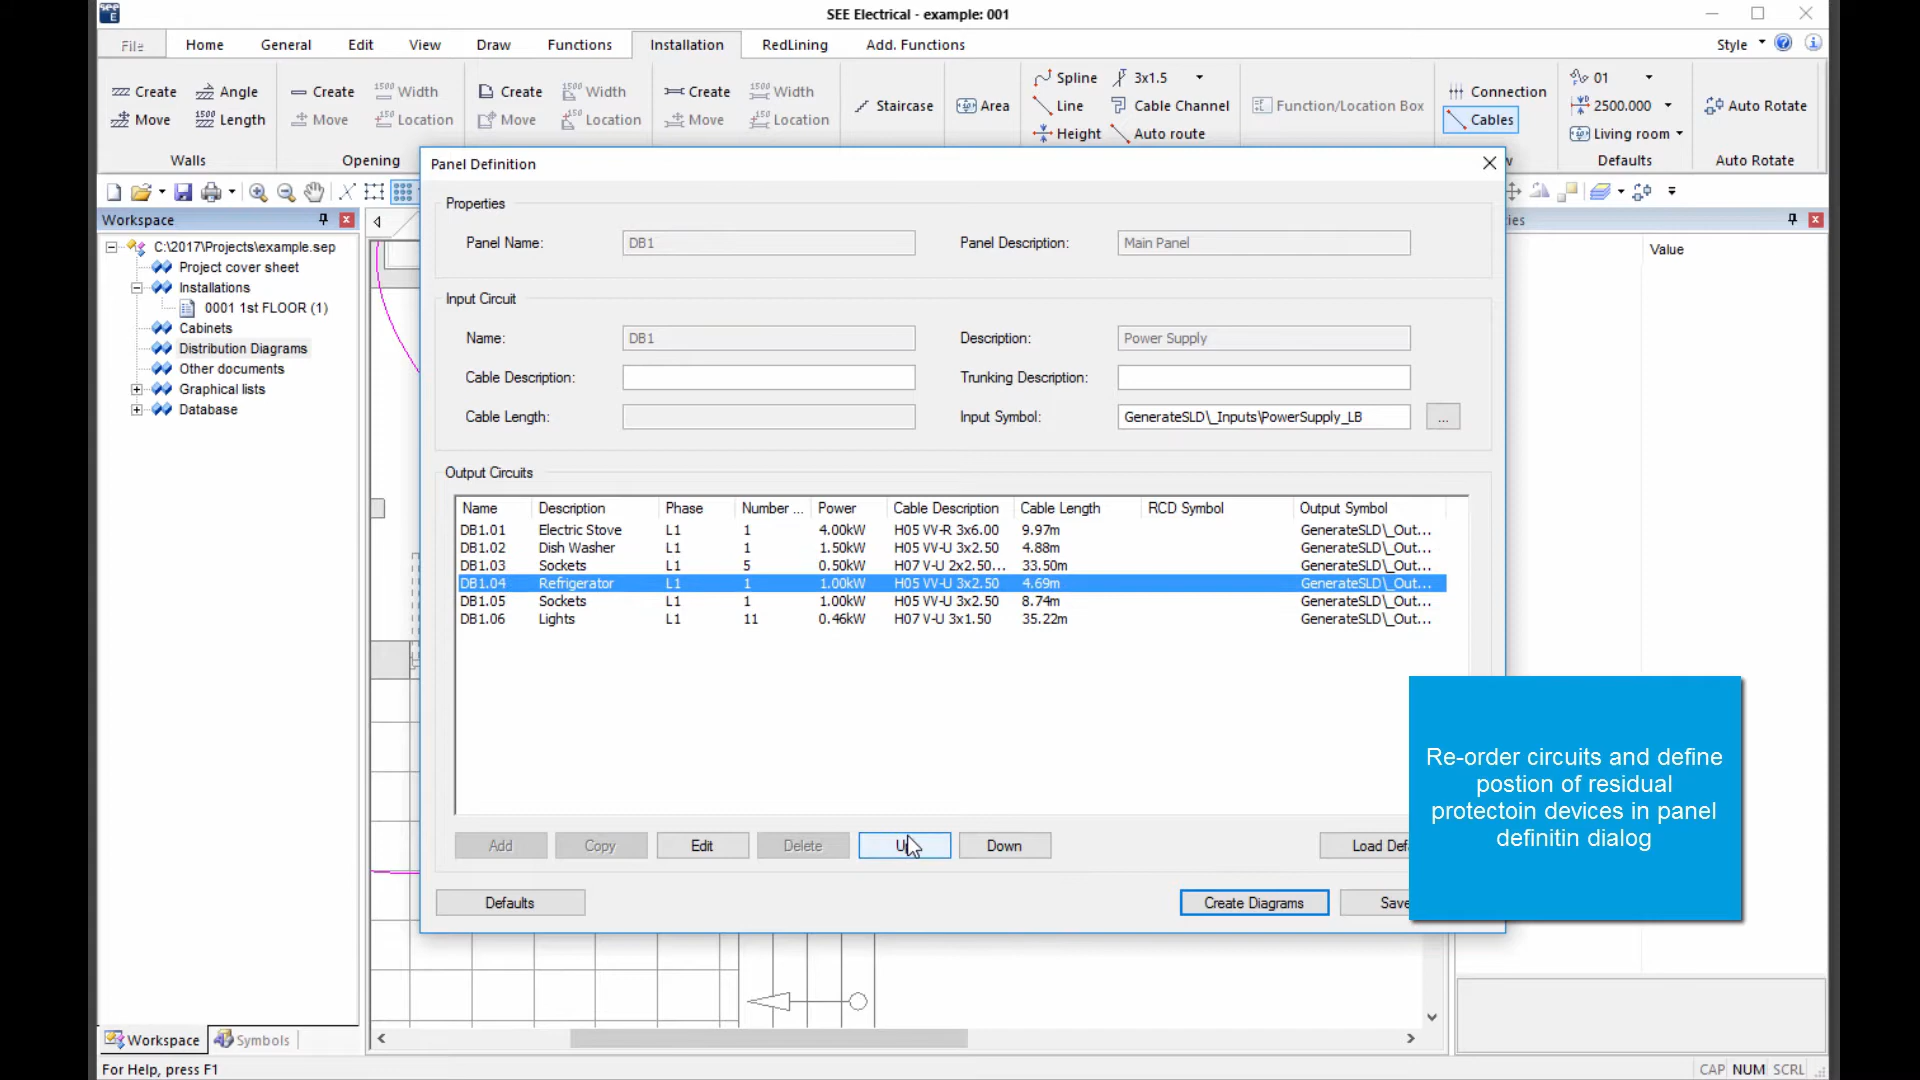 SEE Electrical - example: 001
File Home General Edit View Draw Functions Installation RedLining Add. Functions Style
Create Angle Create 1500 Width Create 1500 Width Create 1500 Width Staircase Area Spline 3x1.5 Function/Location Box Connection 01 Auto Rotate
Move 1500 Length Move Location Move Location Move Location Line Cable Channel Cables 2500.000
Height Auto route Living room
Walls Opening Defaults Auto Rotate
Workspace
C:\2017\Projects\example.sep
Project cover sheet
Installations
0001 1st FLOOR (1)
Cabinets
Distribution Diagrams
Other documents
Graphical lists
Database
Value
Panel Definition
Properties
Panel Name: DB1 Panel Description: Main Panel
Input Circuit
Name: DB1 Description: Power Supply
Cable Description: Trunking Description:
Cable Length: Input Symbol: GenerateSLD\_Inputs\PowerSupply_LB ...
Output Circuits
Name Description Phase Number ... Power Cable Description Cable Length RCD Symbol Output Symbol
DB1.01 Electric Stove L1 1 4.00kW H05 VV-R 3x6.00 9.97m GenerateSLD\_Out...
DB1.02 Dish Washer L1 1 1.50kW H05 VV-U 3x2.50 4.88m GenerateSLD\_Out...
DB1.03 Sockets L1 5 0.50kW H07 V-U 2x2.50... 33.50m GenerateSLD\_Out...
DB1.04 Refrigerator L1 1 1.00kW H05 VV-U 3x2.50 4.69m GenerateSLD\_Out...
DB1.05 Sockets L1 1 1.00kW H05 VV-U 3x2.50 8.74m GenerateSLD\_Out...
DB1.06 Lights L1 11 0.46kW H07 V-U 3x1.50 35.22m GenerateSLD\_Out...
Add Copy Edit Delete Down Load Def
Defaults Create Diagrams Save
Re-order circuits and define
postion of residual
protectoin devices in panel
definitin dialog
Workspace Symbols
For Help, press F1 CAP NUM SCRL